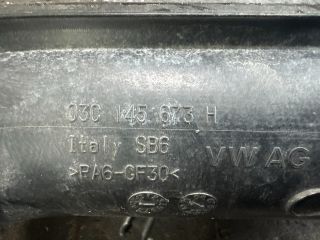 03C 145 673 H
Italy SB6 VW AG
>PA6-GF30<